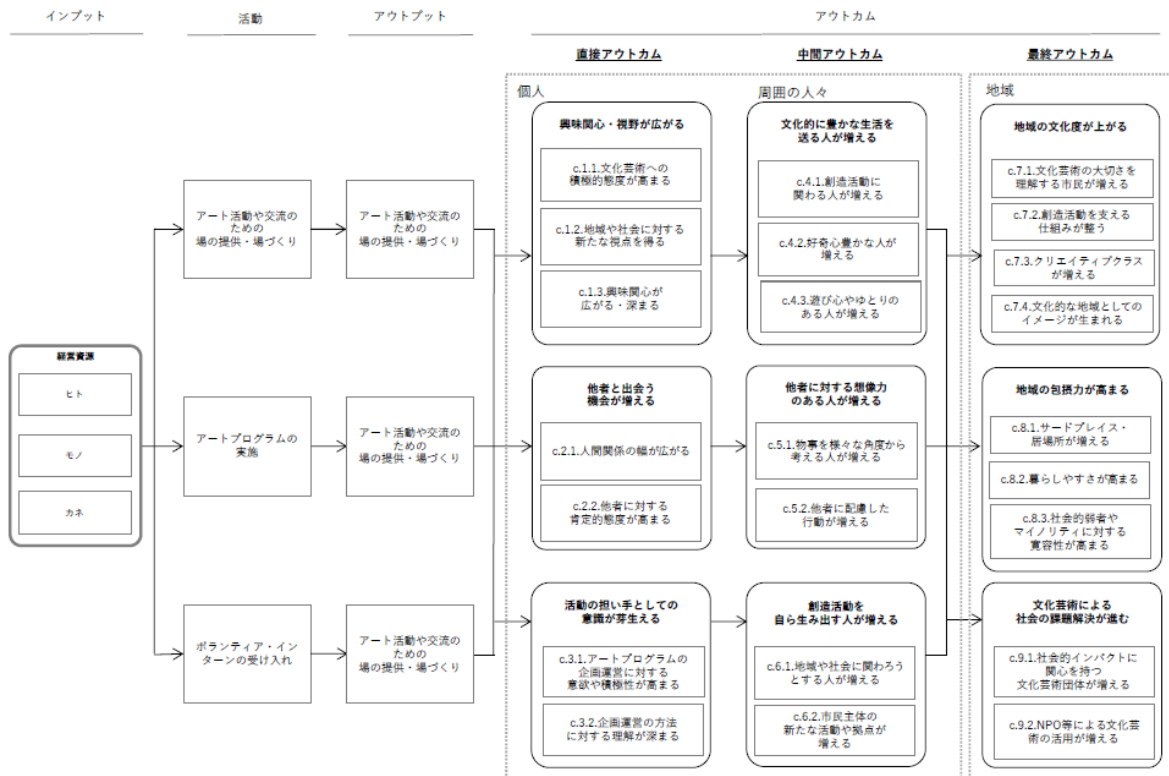 インプット
活動
アウトプット
アウトカム
直接アウトカム
中間アウトカム
最終アウトカム
個人
周囲の人々
地域
経営資源
ヒト
モノ
カネ
アート活動や交流の
ための
場の提供・場づくり
アートプログラムの
実施
ボランティア・イン
ターンの受け入れ
アート活動や交流の
ための
場の提供・場づくり
アート活動や交流の
ための
場の提供・場づくり
アート活動や交流の
ための
場の提供・場づくり
興味関心・視野が広がる
c.1.1.文化芸術への
積極的態度が高まる
c.1.2.地域や社会に対する
新たな視点を得る
c.1.3.興味関心が
広がる・深まる
他者と出会う
機会が増える
c.2.1.人間関係の幅が広がる
c.2.2.他者に対する
肯定的態度が高まる
活動の担い手としての
意識が芽生える
c.3.1.アートプログラムの
企画運営に対する
意欲や積極性が高まる
c.3.2.企画運営の方法
に対する理解が深まる
文化的に豊かな生活を
送る人が増える
c.4.1.創造活動に
関わる人が増える
c.4.2.好奇心豊かな人が
増える
c.4.3.遊び心やゆとりの
ある人が増える
他者に対する想像力
のある人が増える
c.5.1.物事を様々な角度から
考える人が増える
c.5.2.他者に配慮した
行動が増える
創造活動を
自ら生み出す人が増える
c.6.1.地域や社会に関わろう
とする人が増える
c.6.2.市民主体の
新たな活動や拠点が
増える
地域の文化度が上がる
c.7.1.文化芸術の大切さを
理解する市民が増える
c.7.2.創造活動を支える
仕組みが整う
c.7.3.クリエイティブクラス
が増える
c.7.4.文化的な地域としての
イメージが生まれる
地域の包摂力が高まる
c.8.1.サードプレイス・
居場所が増える
c.8.2.暮らしやすさが高まる
c.8.3.社会的弱者や
マイノリティに対する
寛容性が高まる
文化芸術による
社会の課題解決が進む
c.9.1.社会的インパクトに
関心を持つ
文化芸術団体が増える
c.9.2.NPO等による文化芸
術の活用が増える